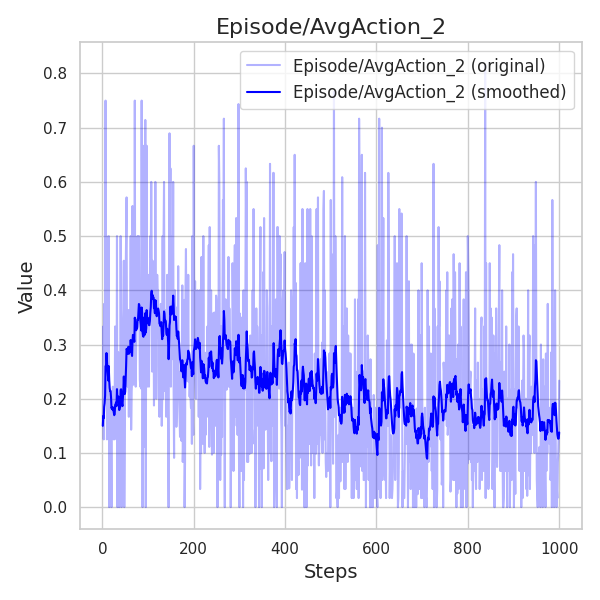 Episode/AvgAction_2
Episode/AvgAction_2 (original)
Episode/AvgAction_2 (smoothed)
Value
0.8
0.7
0.6
0.5
0.4
0.3
0.2
0.1
0.0
0 200 400 600 800 1000
Steps